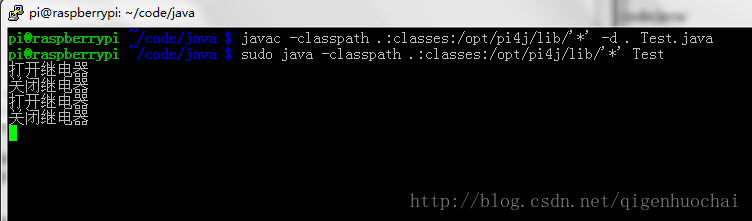 pi@raspberrypi: ~/code/java
pi@raspberrypi ~/code/java $ javac -classpath .:classes:/opt/pi4j/lib/'*' -d . Test.java
pi@raspberrypi ~/code/java $ sudo java -classpath .:classes:/opt/pi4j/lib/'*' Test
打开继电器
关闭继电器
打开继电器
关闭继电器
http://blog.csdn.net/qigenhuochai